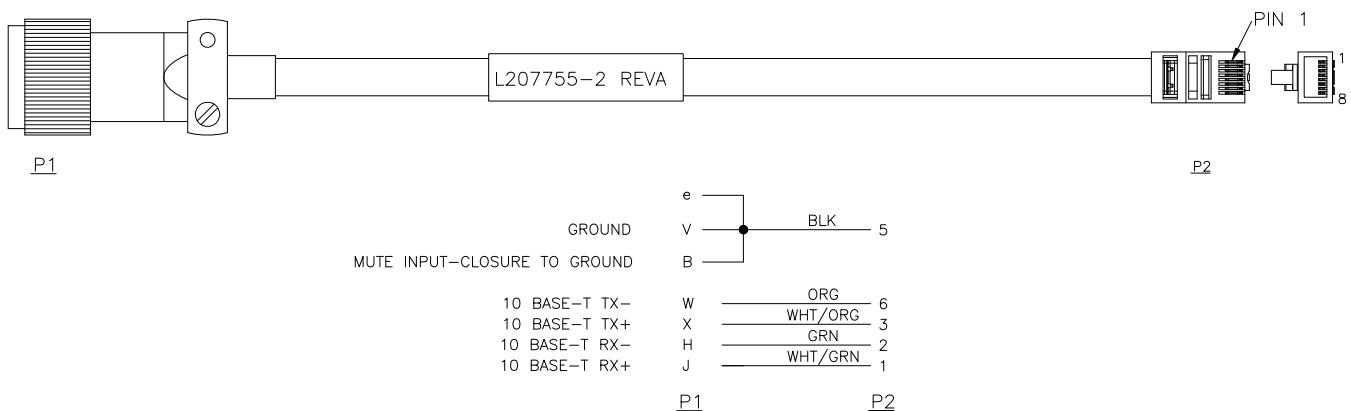 PIN 1
1
L207755-2 REVA
8
P1
P2
e
BLK
GROUND V 5
MUTE INPUT-CLOSURE TO GROUND B
ORG
10 BASE-T TX- W 6
WHT/ORG
10 BASE-T TX+ X 3
GRN
10 BASE-T RX- H 2
WHT/GRN
10 BASE-T RX+ J 1
P1 P2